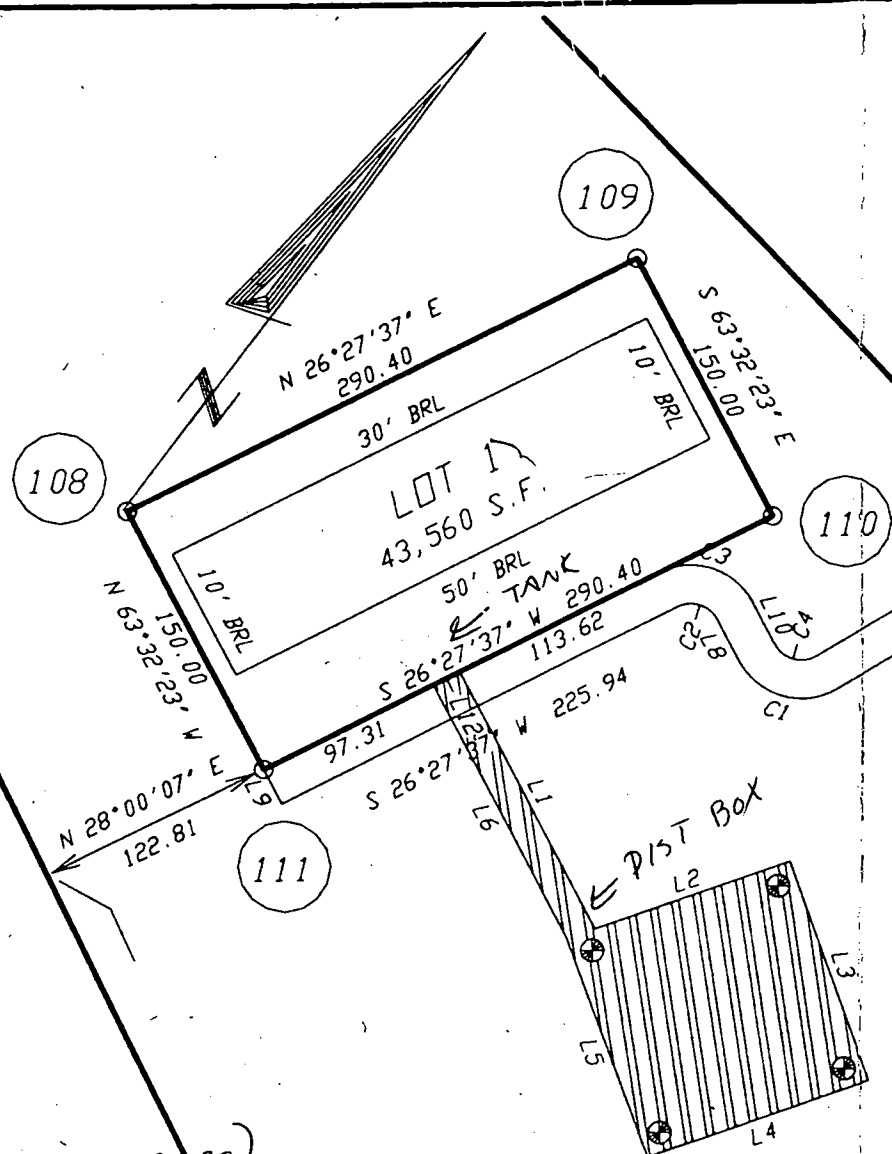 109
N 26°27'37" E
290.40
S 63°32'23" E
150.00
30' BRL
10' BRL
108
LOT 1
43,560 S.F.
110
50' BRL
TANK
10' BRL
N 63°32'23" W
150.00
S 26°27'37" W 290.40
113.62
C3
L10
C4
C2
L8
C1
L12
97.31
S 26°27'37" W 225.94
N 28°00'07" E
122.81
L9
111
L1
L6
DIST BOX
L2
L3
L5
L4